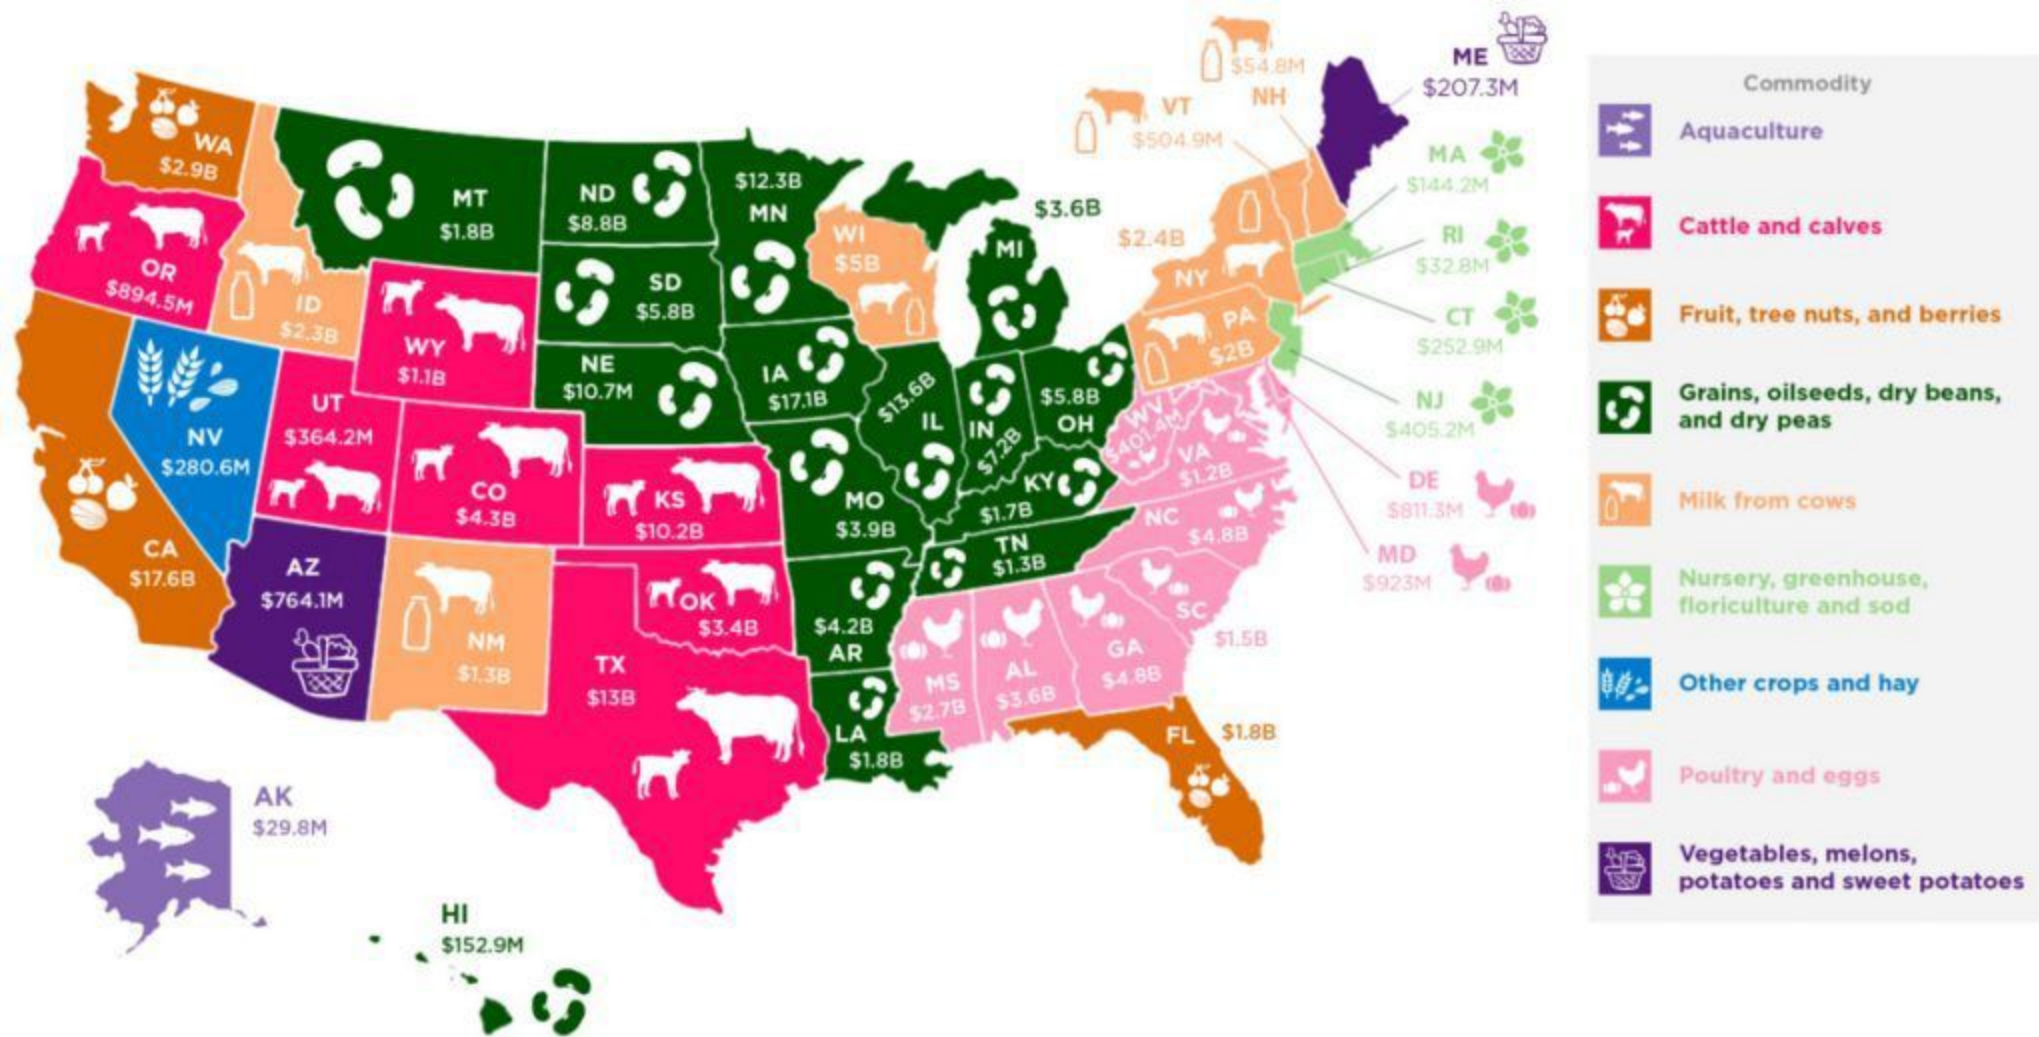 WA
$2.9B
OR
$894.5M
ID
$2.3B
MT
$1.8B
ND
$8.8B
$12.3B
MN
SD
$5.8B
WI
$5B
$3.6B
MI
WY
$1.1B
NE
$10.7M
IA
$17.1B
NV
$280.6M
UT
$364.2M
CO
$4.3B
KS
$10.2B
MO
$3.9B
$13.6B
IL
IN
$7.2B
$5.8B
OH
KY
$1.7B
TN
$1.3B
CA
$17.6B
AZ
$764.1M
NM
$1.3B
OK
$3.4B
TX
$13B
$4.2B
AR
LA
$1.8B
MS
$2.7B
AL
$3.6B
GA
$4.8B
SC
$1.5B
NC
$4.8B
VA
$1.2B
WV
$401.4M
FL
$1.8B
PA
$2B
$2.4B
NY
VT
$504.9M
$54.8M
NH
ME
$207.3M
MA
$144.2M
RI
$32.8M
CT
$252.9M
NJ
$405.2M
DE
$811.3M
MD
$923M
AK
$29.8M
HI
$152.9M
Commodity
Aquaculture
Cattle and calves
Fruit, tree nuts, and berries
Grains, oilseeds, dry beans,
and dry peas
Milk from cows
Nursery, greenhouse,
floriculture and sod
Other crops and hay
Poultry and eggs
Vegetables, melons,
potatoes and sweet potatoes